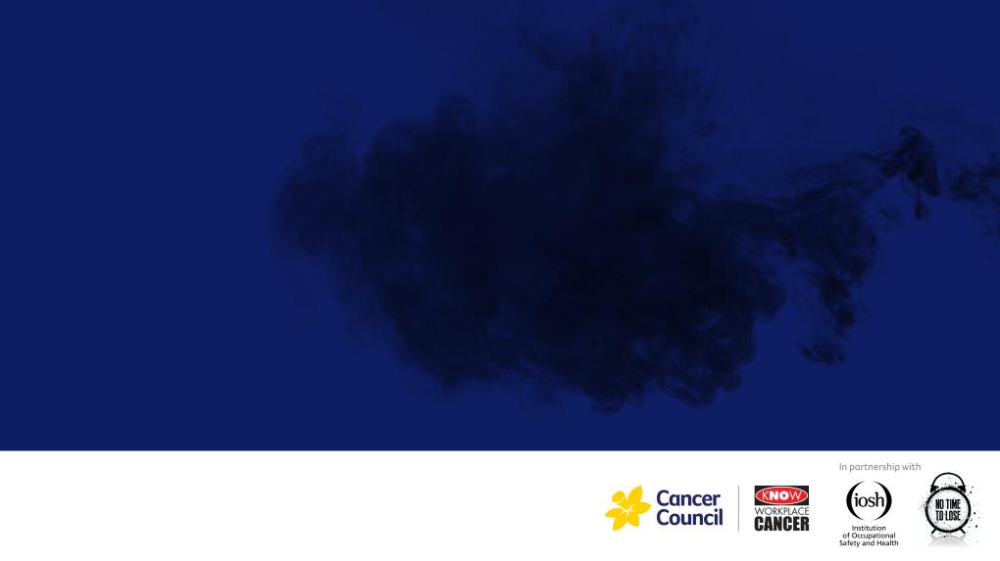 In partnership with
Cancer
Council
KNOW
WORKPLACE
CANCER
iosh
Institution
of Occupational
Safety and Health
NO TIME
TO LOSE